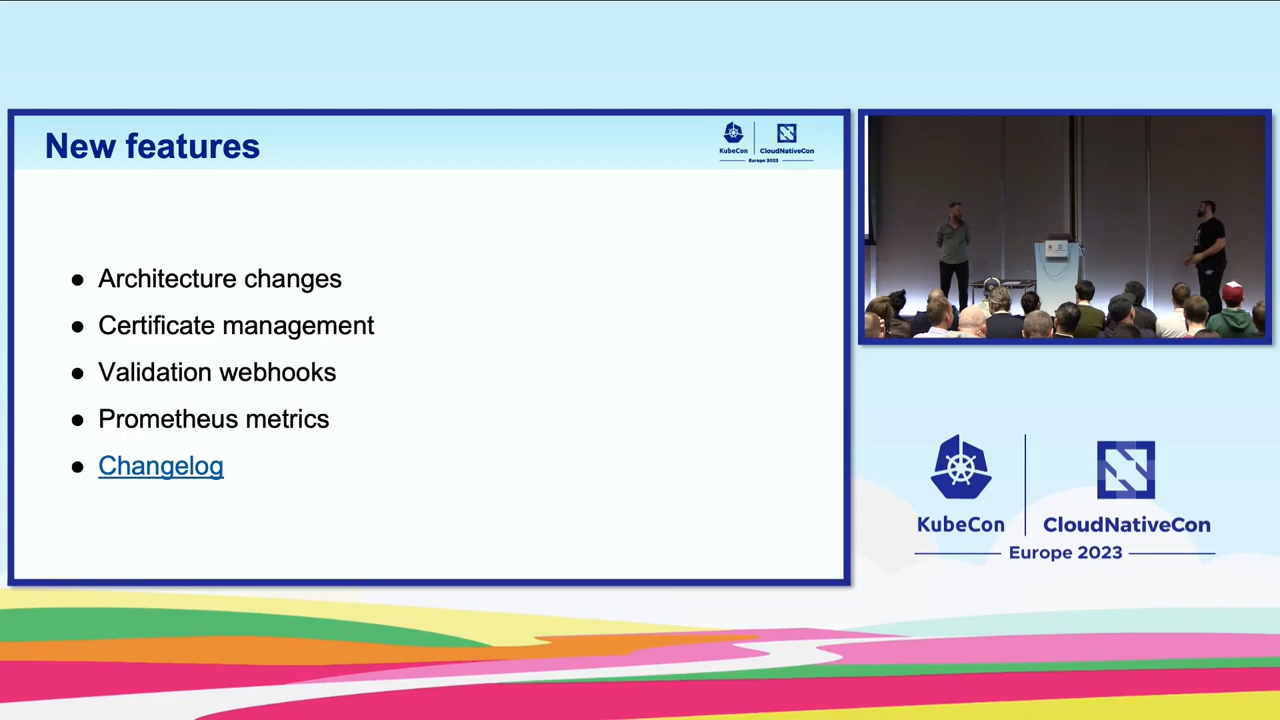 New features
KubeCon
CloudNativeCon
Europe 2023
Architecture changes
Certificate management
Validation webhooks
Prometheus metrics
Changelog
KubeCon
CloudNativeCon
Europe 2023